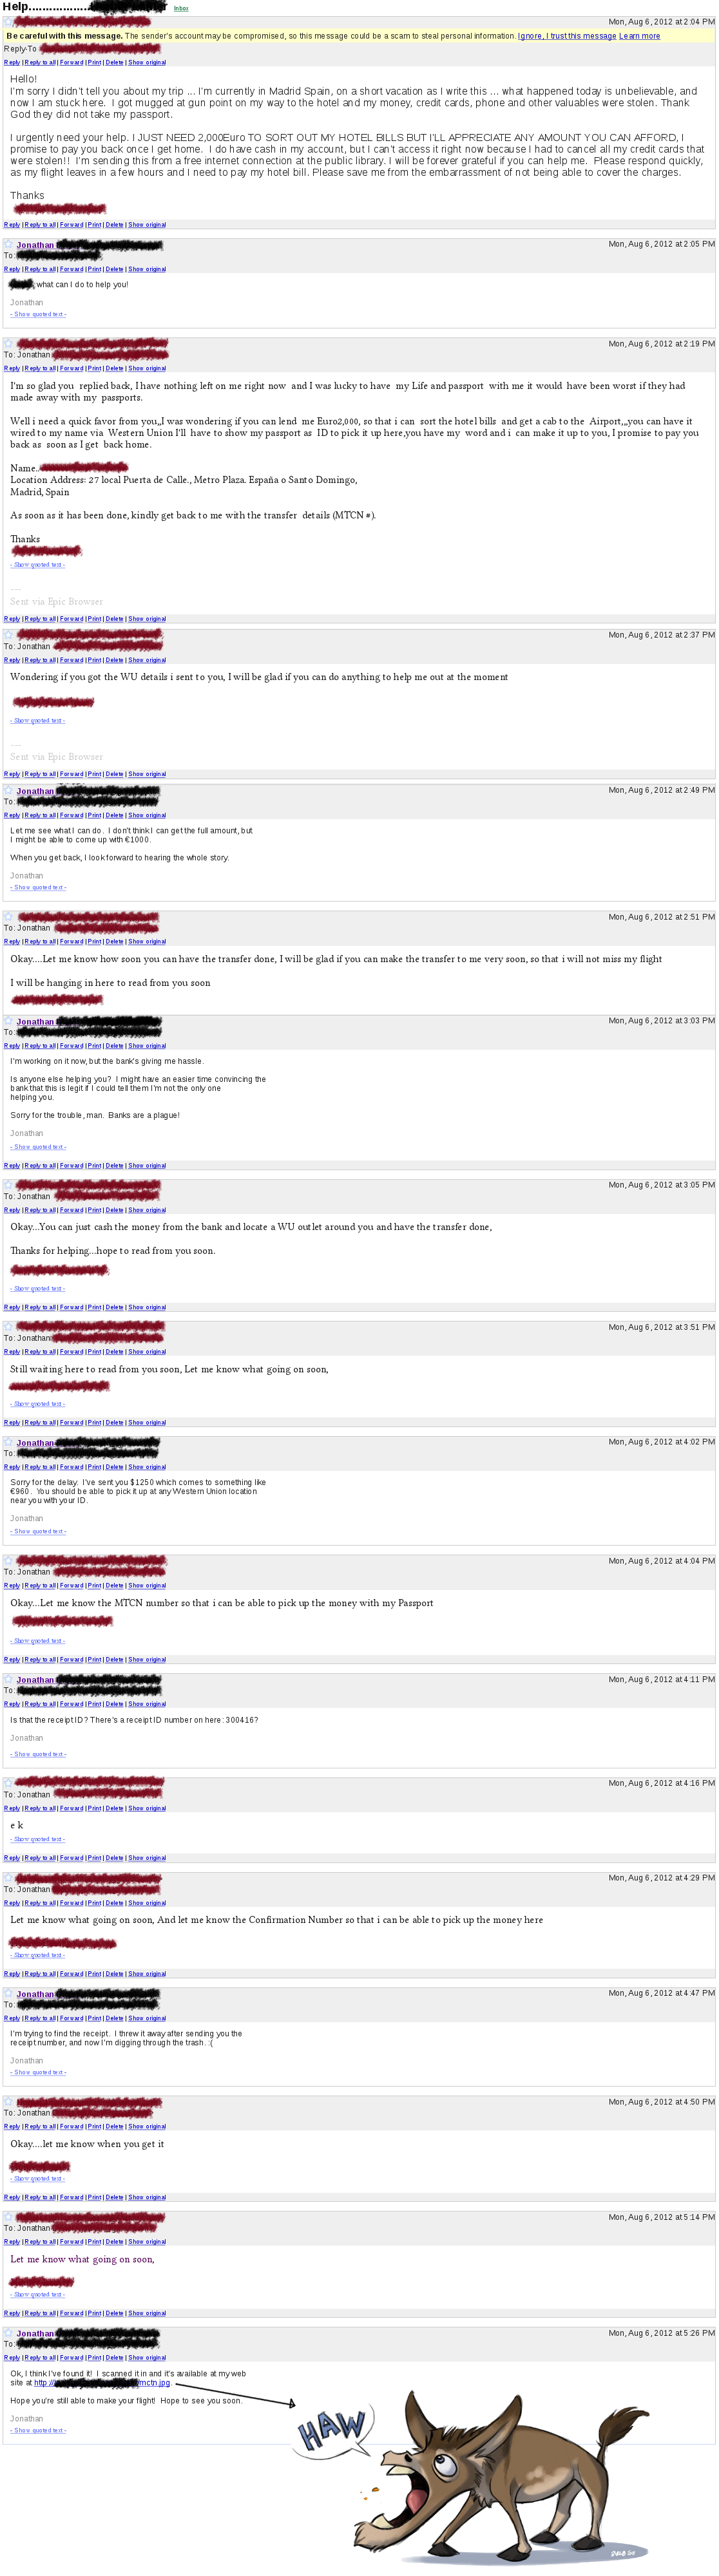 Help..................
Inbox
Mon, Aug 6, 2012 at 2:04 PM
Be careful with this message. The sender's account may be compromised, so this message could be a scam to steal personal information. Ignore, I trust this message Learn more
Reply-To
Reply | Reply to all | Forward | Print | Delete | Show original
Hello!
I'm sorry I didn't tell you about my trip ... I'm currently in Madrid Spain, on a short vacation as I write this ... what happened today is unbelievable, and
now I am stuck here. I got mugged at gun point on my way to the hotel and my money, credit cards, phone and other valuables were stolen. Thank
God they did not take my passport.
I urgently need your help. I JUST NEED 2,000Euro TO SORT OUT MY HOTEL BILLS BUT I'LL APPRECIATE ANY AMOUNT YOU CAN AFFORD, I
promise to pay you back once I get home. I do have cash in my account, but I can't access it right now because I had to cancel all my credit cards that
were stolen!! I'm sending this from a free internet connection at the public library. I will be forever grateful if you can help me. Please respond quickly,
as my flight leaves in a few hours and I need to pay my hotel bill. Please save me from the embarrassment of not being able to cover the charges.
Thanks
Reply | Reply to all | Forward | Print | Delete | Show original
Jonathan
Mon, Aug 6, 2012 at 2:05 PM
To:
Reply | Reply to all | Forward | Print | Delete | Show original
, what can I do to help you!
Jonathan
- Show quoted text -
Mon, Aug 6, 2012 at 2:19 PM
To: Jonathan
Reply | Reply to all | Forward | Print | Delete | Show original
I'm so glad you replied back, I have nothing left on me right now and I was lucky to have my Life and passport with me it would have been worst if they had
made away with my passports.
Well i need a quick favor from you,,I was wondering if you can lend me Euro2,000, so that i can sort the hotel bills and get a cab to the Airport,,,you can have it
wired to my name via Western Union I'll have to show my passport as ID to pick it up here,you have my word and i can make it up to you, I promise to pay you
back as soon as I get back home.
Name..
Location Address: 27 local Puerta de Calle., Metro Plaza. España o Santo Domingo,
Madrid, Spain
As soon as it has been done, kindly get back to me with the transfer details (MTCN #).
Thanks
- Show quoted text -
---
Sent via Epic Browser
Reply | Reply to all | Forward | Print | Delete | Show original
Mon, Aug 6, 2012 at 2:37 PM
To: Jonathan
Reply | Reply to all | Forward | Print | Delete | Show original
Wondering if you got the WU details i sent to you, I will be glad if you can do anything to help me out at the moment
- Show quoted text -
---
Sent via Epic Browser
Reply | Reply to all | Forward | Print | Delete | Show original
Jonathan
Mon, Aug 6, 2012 at 2:49 PM
To:
Reply | Reply to all | Forward | Print | Delete | Show original
Let me see what I can do. I don't think I can get the full amount, but
I might be able to come up with €1000.
When you get back, I look forward to hearing the whole story.
Jonathan
- Show quoted text -
Mon, Aug 6, 2012 at 2:51 PM
To: Jonathan
Reply | Reply to all | Forward | Print | Delete | Show original
Okay....Let me know how soon you can have the transfer done, I will be glad if you can make the transfer to me very soon, so that i will not miss my flight
I will be hanging in here to read from you soon
Jonathan
Mon, Aug 6, 2012 at 3:03 PM
To:
Reply | Reply to all | Forward | Print | Delete | Show original
I'm working on it now, but the bank's giving me hassle.
Is anyone else helping you? I might have an easier time convincing the
bank that this is legit if I could tell them I'm not the only one
helping you.
Sorry for the trouble, man. Banks are a plague!
Jonathan
- Show quoted text -
Reply | Reply to all | Forward | Print | Delete | Show original
Mon, Aug 6, 2012 at 3:05 PM
To: Jonathan
Reply | Reply to all | Forward | Print | Delete | Show original
Okay...You can just cash the money from the bank and locate a WU outlet around you and have the transfer done,
Thanks for helping...hope to read from you soon.
- Show quoted text -
Reply | Reply to all | Forward | Print | Delete | Show original
Mon, Aug 6, 2012 at 3:51 PM
To: Jonathan
Reply | Reply to all | Forward | Print | Delete | Show original
Still waiting here to read from you soon, Let me know what going on soon,
- Show quoted text -
Reply | Reply to all | Forward | Print | Delete | Show original
Jonathan
Mon, Aug 6, 2012 at 4:02 PM
To:
Reply | Reply to all | Forward | Print | Delete | Show original
Sorry for the delay. I've sent you $1250 which comes to something like
€960. You should be able to pick it up at any Western Union location
near you with your ID.
Jonathan
- Show quoted text -
Mon, Aug 6, 2012 at 4:04 PM
To: Jonathan
Reply | Reply to all | Forward | Print | Delete | Show original
Okay...Let me know the MTCN number so that i can be able to pick up the money with my Passport
- Show quoted text -
Reply | Reply to all | Forward | Print | Delete | Show original
Jonathan
Mon, Aug 6, 2012 at 4:11 PM
To:
Reply | Reply to all | Forward | Print | Delete | Show original
Is that the receipt ID? There's a receipt ID number on here: 300416?
Jonathan
- Show quoted text -
Mon, Aug 6, 2012 at 4:16 PM
To: Jonathan
Reply | Reply to all | Forward | Print | Delete | Show original
e k
- Show quoted text -
Reply | Reply to all | Forward | Print | Delete | Show original
Mon, Aug 6, 2012 at 4:29 PM
To: Jonathan
Reply | Reply to all | Forward | Print | Delete | Show original
Let me know what going on soon, And let me know the Confirmation Number so that i can be able to pick up the money here
- Show quoted text -
Reply | Reply to all | Forward | Print | Delete | Show original
Jonathan
Mon, Aug 6, 2012 at 4:47 PM
To:
Reply | Reply to all | Forward | Print | Delete | Show original
I'm trying to find the receipt. I threw it away after sending you the
receipt number, and now I'm digging through the trash. :(
Jonathan
- Show quoted text -
Mon, Aug 6, 2012 at 4:50 PM
To: Jonathan
Reply | Reply to all | Forward | Print | Delete | Show original
Okay....let me know when you get it
- Show quoted text -
Reply | Reply to all | Forward | Print | Delete | Show original
Mon, Aug 6, 2012 at 5:14 PM
To: Jonathan
Reply | Reply to all | Forward | Print | Delete | Show original
Let me know what going on soon,
- Show quoted text -
Reply | Reply to all | Forward | Print | Delete | Show original
Jonathan
Mon, Aug 6, 2012 at 5:26 PM
To:
Reply | Reply to all | Forward | Print | Delete | Show original
Ok, I think I've found it! I scanned it in and it's available at my web
site at http:// /mctn.jpg.
Hope you're still able to make your flight! Hope to see you soon.
Jonathan
- Show quoted text -
HAW